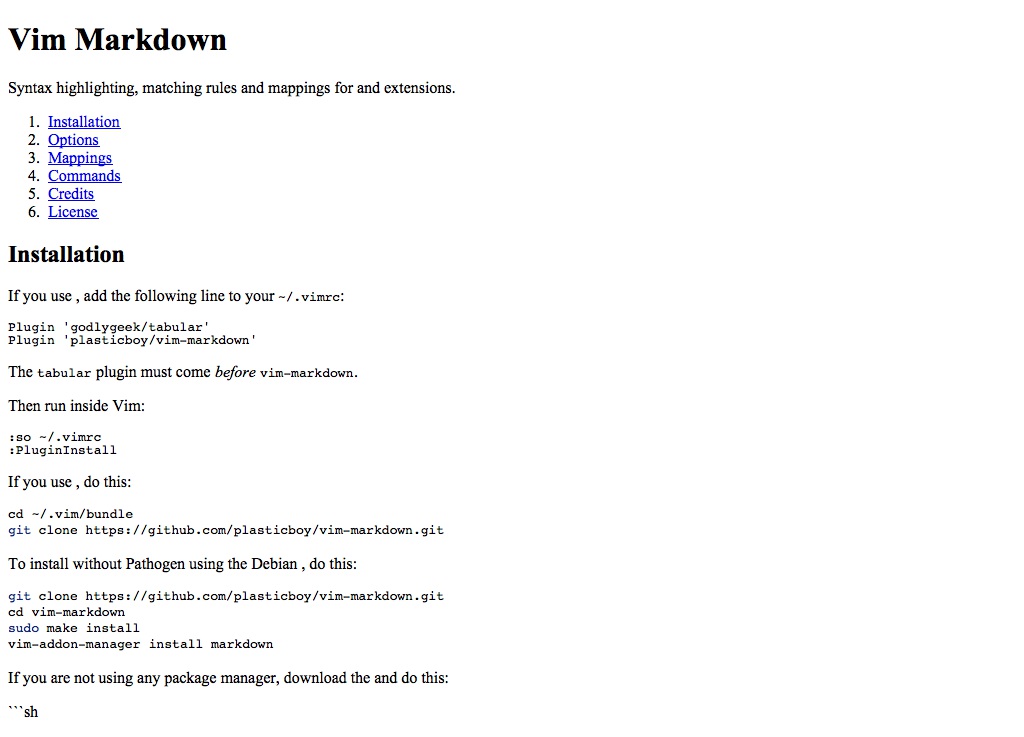 Vim Markdown
Syntax highlighting, matching rules and mappings for and extensions.
1. Installation
2. Options
3. Mappings
4. Commands
5. Credits
6. License
Installation
If you use , add the following line to your ~/.vimrc:
Plugin 'godlygeek/tabular'
Plugin 'plasticboy/vim-markdown'
The tabular plugin must come before vim-markdown.
Then run inside Vim:
:so ~/.vimrc
:PluginInstall
If you use , do this:
cd ~/.vim/bundle
git clone https://github.com/plasticboy/vim-markdown.git
To install without Pathogen using the Debian , do this:
git clone https://github.com/plasticboy/vim-markdown.git
cd vim-markdown
sudo make install
vim-addon-manager install markdown
If you are not using any package manager, download the and do this:
```sh